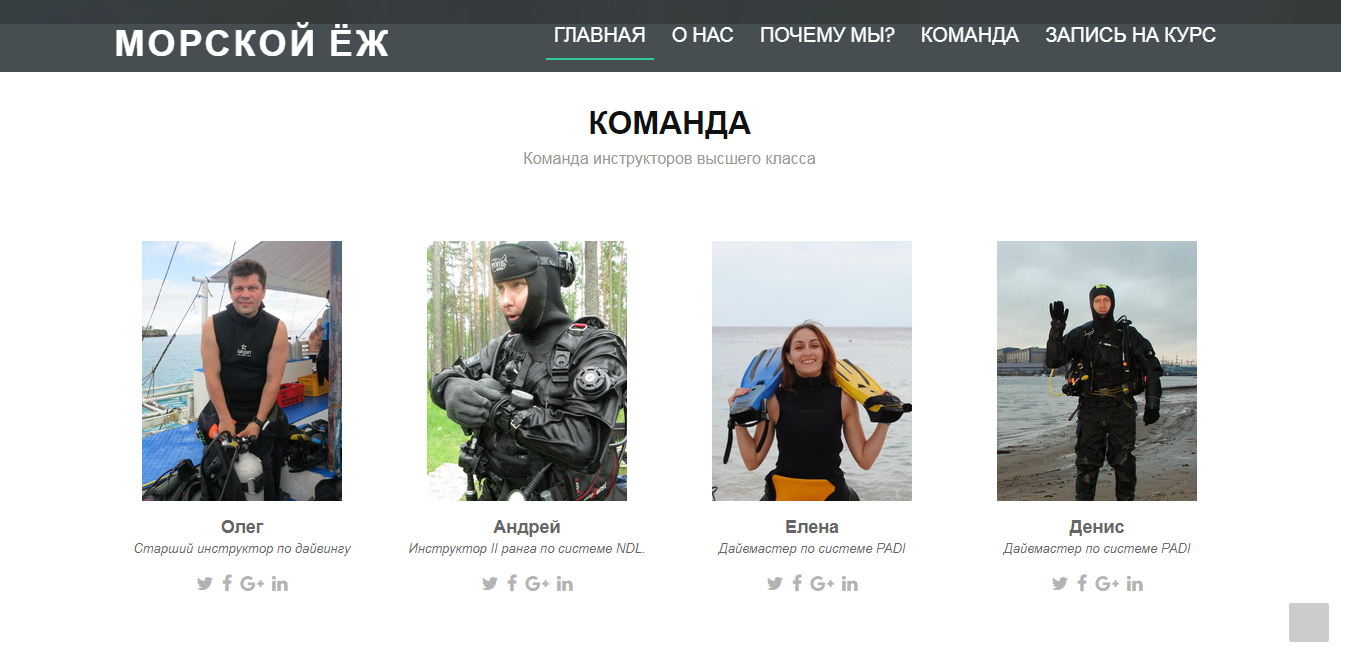 МОРСКОЙ ЁЖ
ГЛАВНАЯ О НАС ПОЧЕМУ МЫ? КОМАНДА ЗАПИСЬ НА КУРС
КОМАНДА
Команда инструкторов высшего класса
Олег
Старший инструктор по дайвингу
Андрей
Инструктор II ранга по системе NDL.
Елена
Дайвмастер по системе PADI
Денис
Дайвмастер по системе PADI